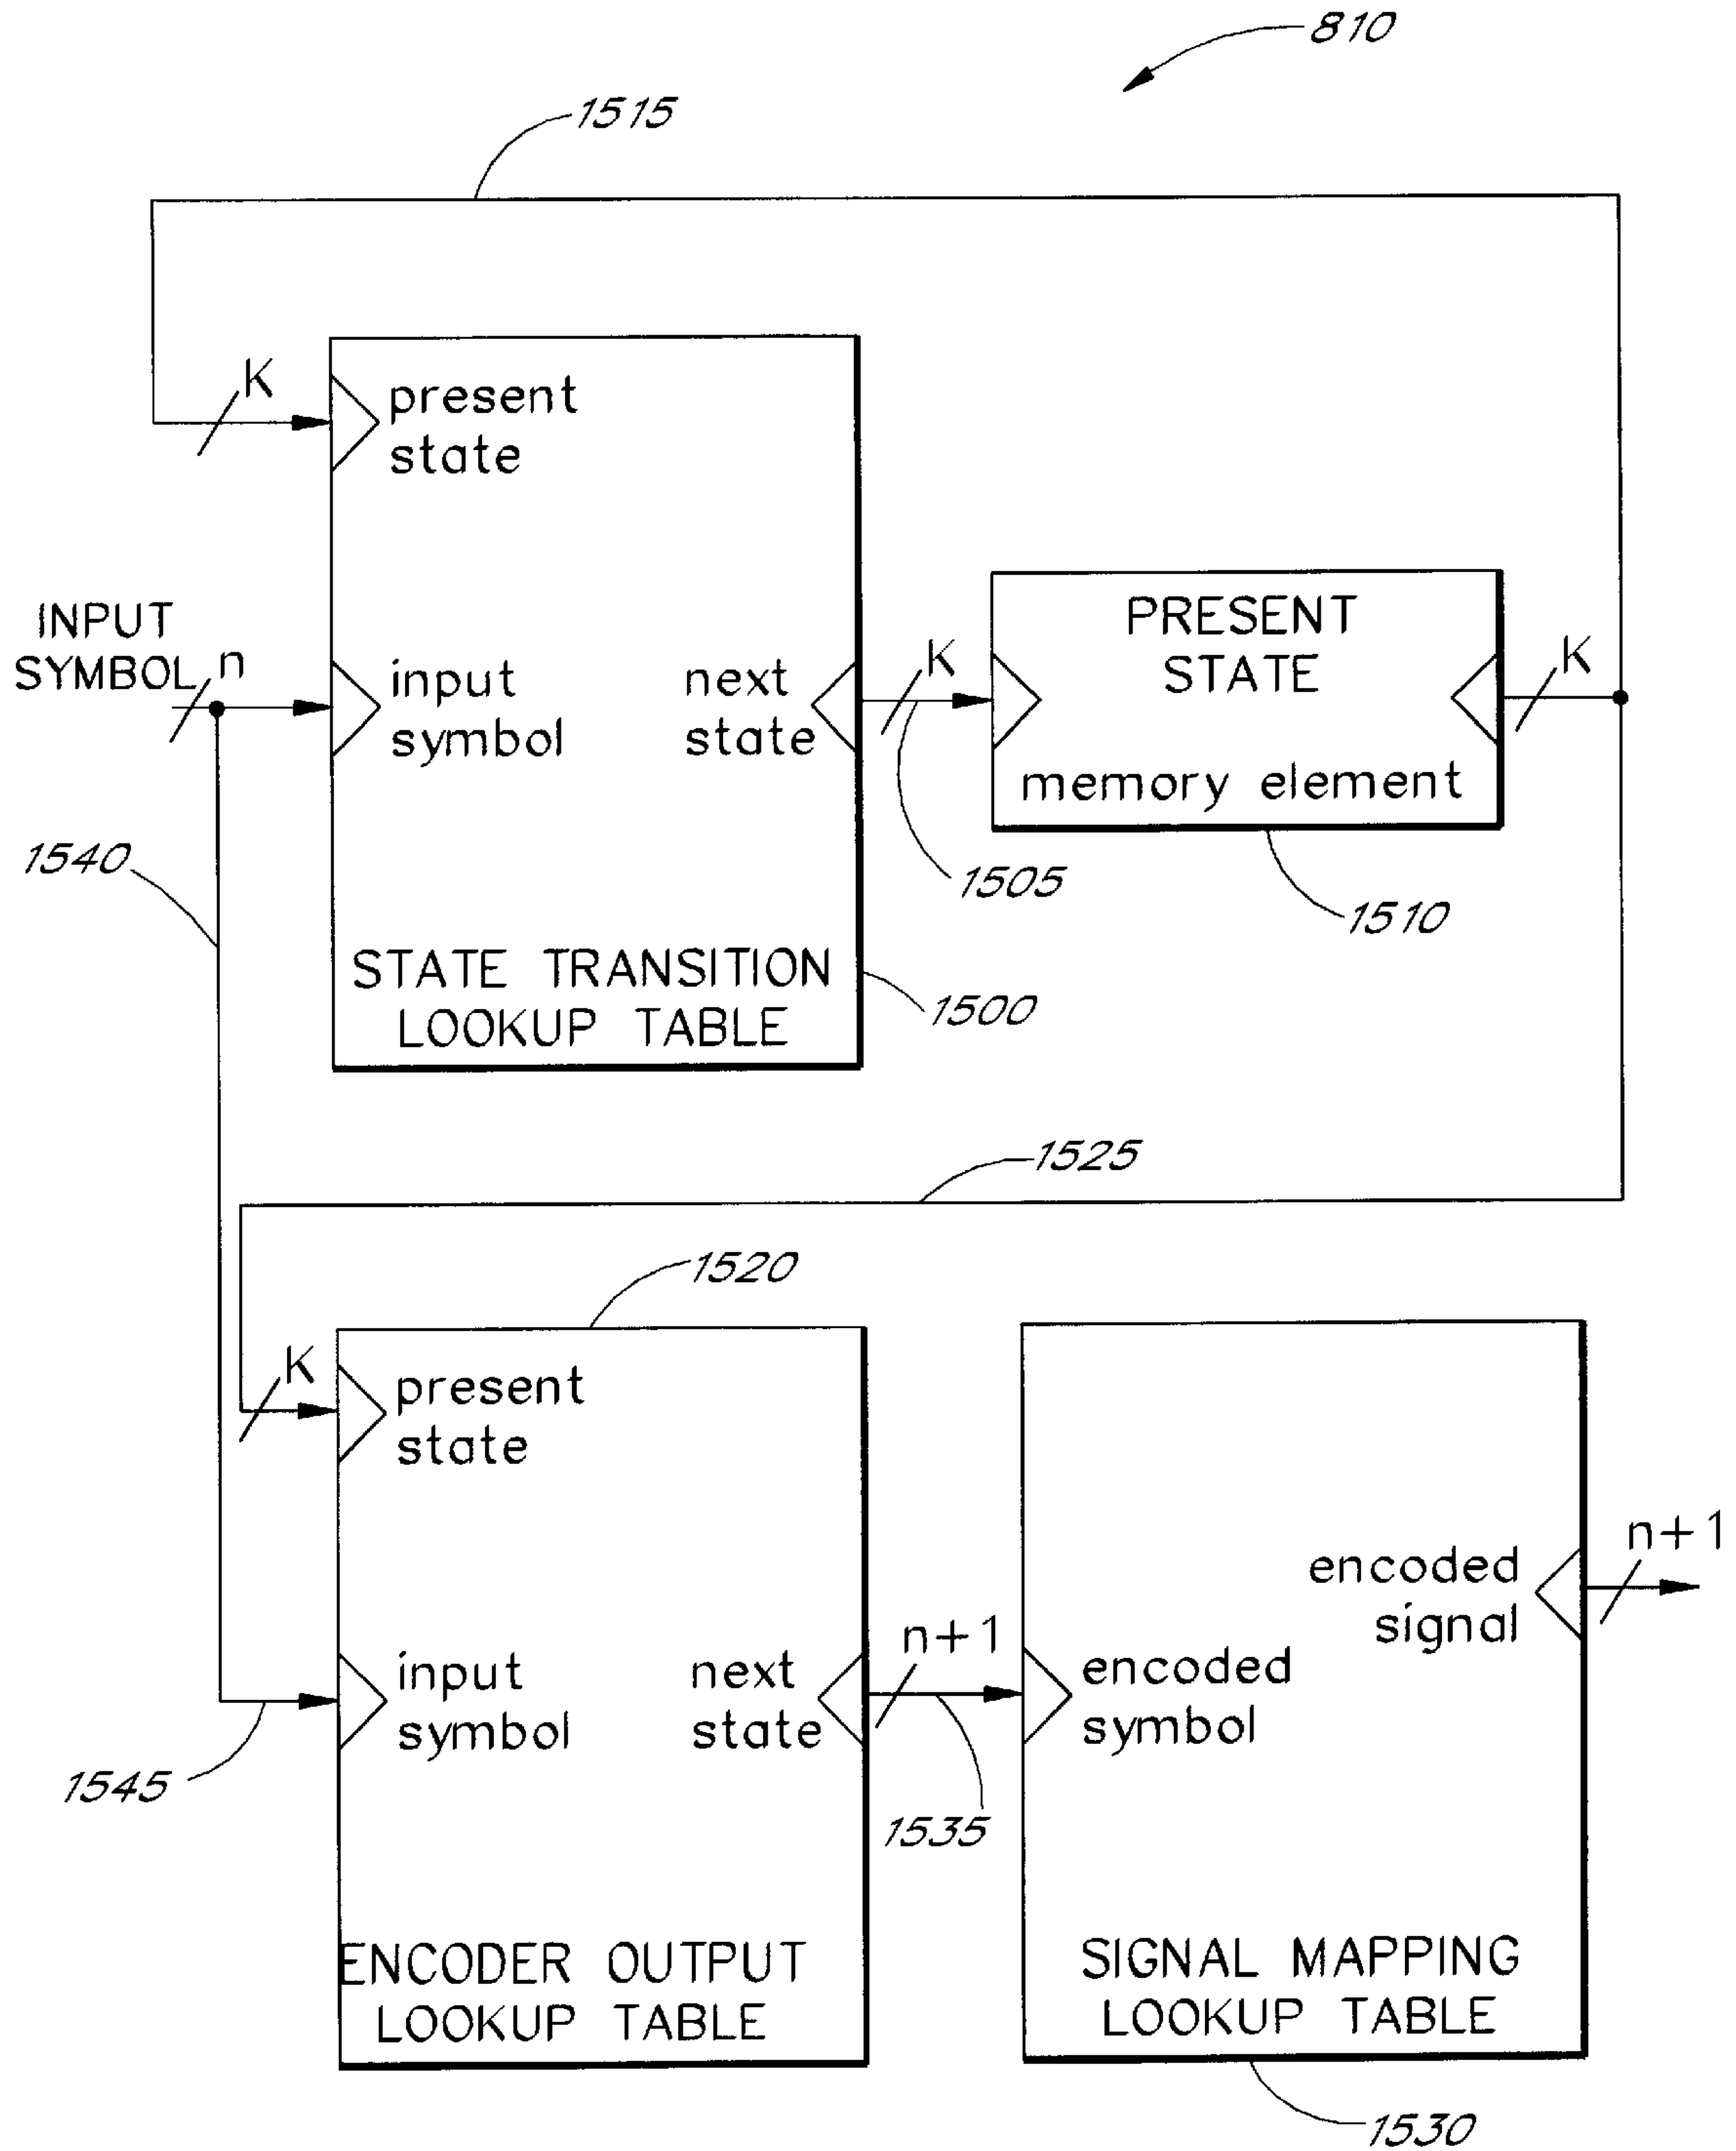 810
1515
K
present
state
INPUT
SYMBOL
n
input
symbol
next
state
K
PRESENT
STATE
memory element
K
1540
1505
1510
STATE TRANSITION
LOOKUP TABLE
1500
1525
1520
K
present
state
input
symbol
next
state
n+1
encoded
symbol
encoded
signal
n+1
1545
1535
ENCODER OUTPUT
LOOKUP TABLE
SIGNAL MAPPING
LOOKUP TABLE
1530